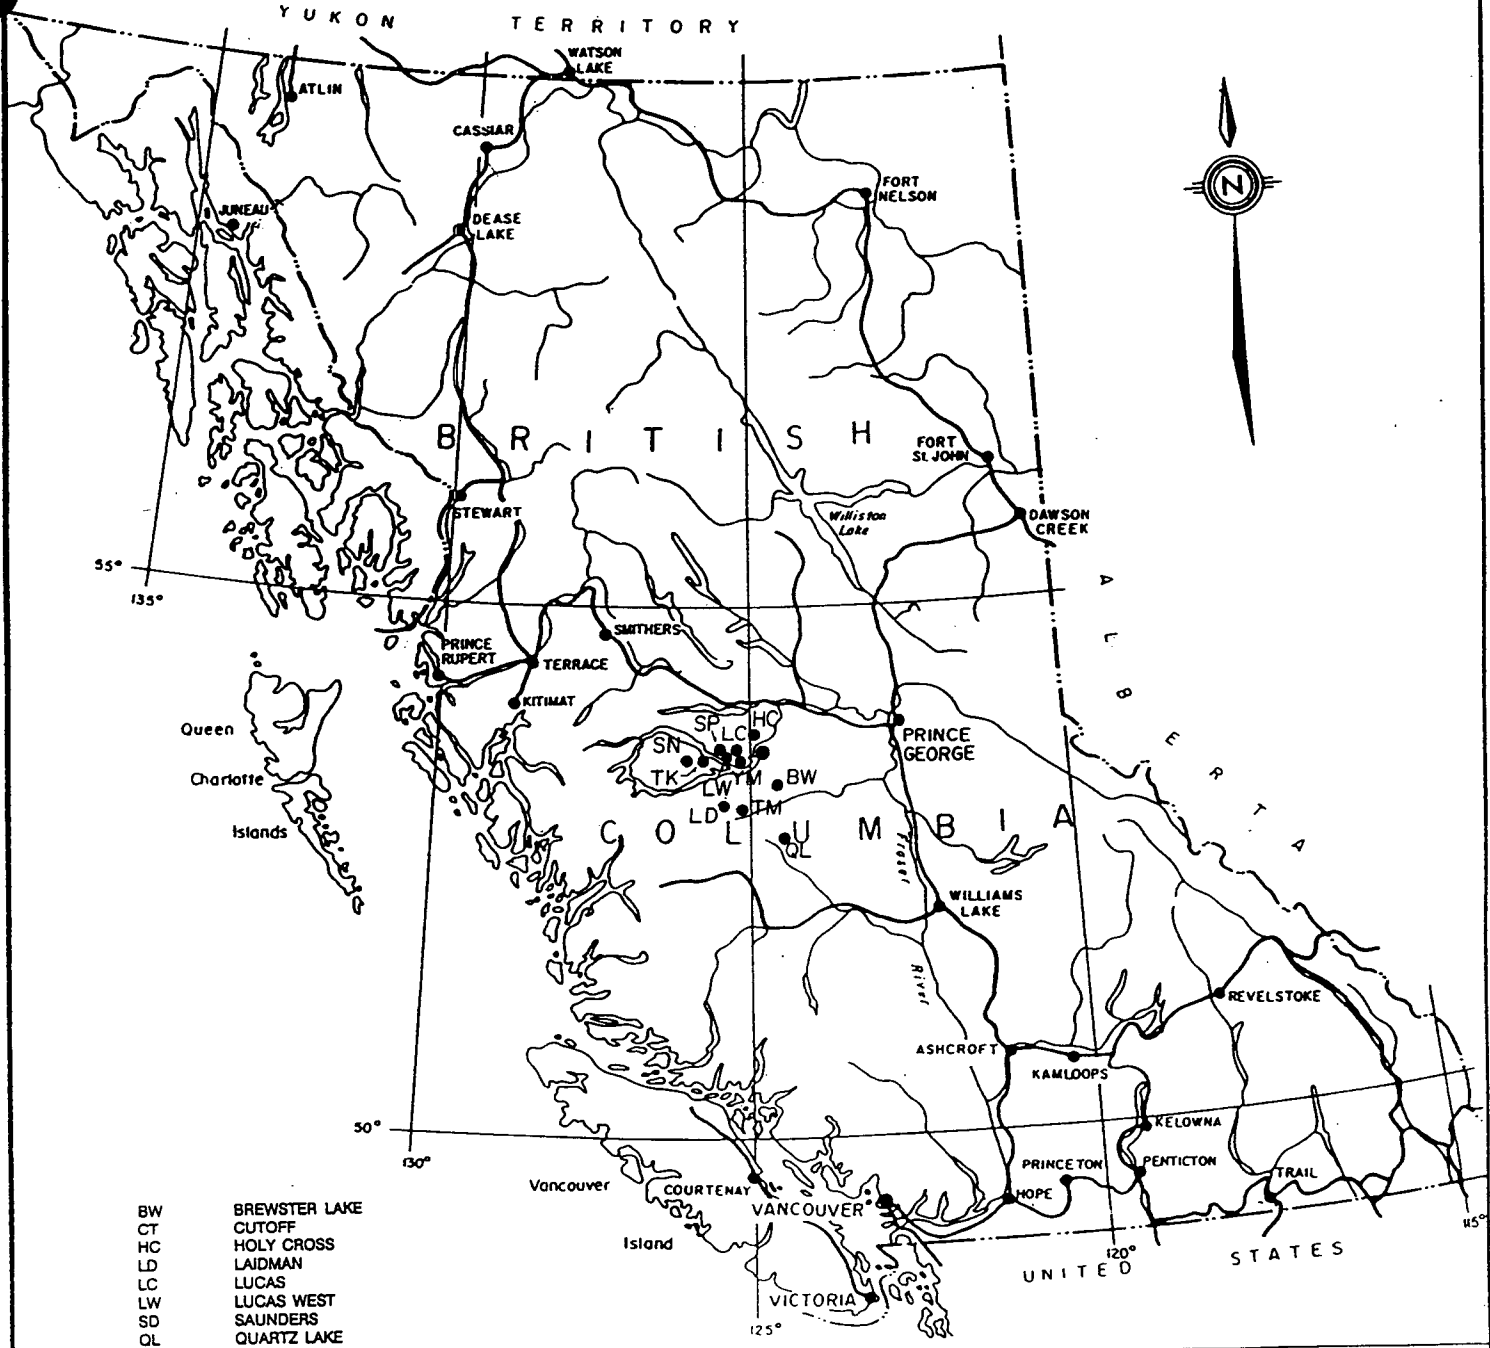 YUKON TERRITORY
WATSON
LAKE
ATLIN
CASSIAR
N
FORT
NELSON
JUNEAU
DEASE
LAKE
BRITISH
FORT
St. JOHN
STEWART
Williston
Lake
DAWSON
CREEK
55°
135°
ALBERTA
SMITHERS
PRINCE
RUPERT
TERRACE
KITIMAT
Queen
Charlotte
Islands
SP
HC
LC
SN
PRINCE
GEORGE
TK
YM
BW
LW
LD
TM
COLUMBIA
QL
Fraser
River
WILLIAMS
LAKE
REVELSTOKE
ASHCROFT
KAMLOOPS
50°
130°
KELOWNA
PRINCETON
PENTICTON
TRAIL
HOPE
Vancouver
Island
COURTENAY
VANCOUVER
VICTORIA
125°
120°
115°
UNITED STATES
BW BREWSTER LAKE
CT CUTOFF
HC HOLY CROSS
LD LAIDMAN
LC LUCAS
LW LUCAS WEST
SD SAUNDERS
QL QUARTZ LAKE